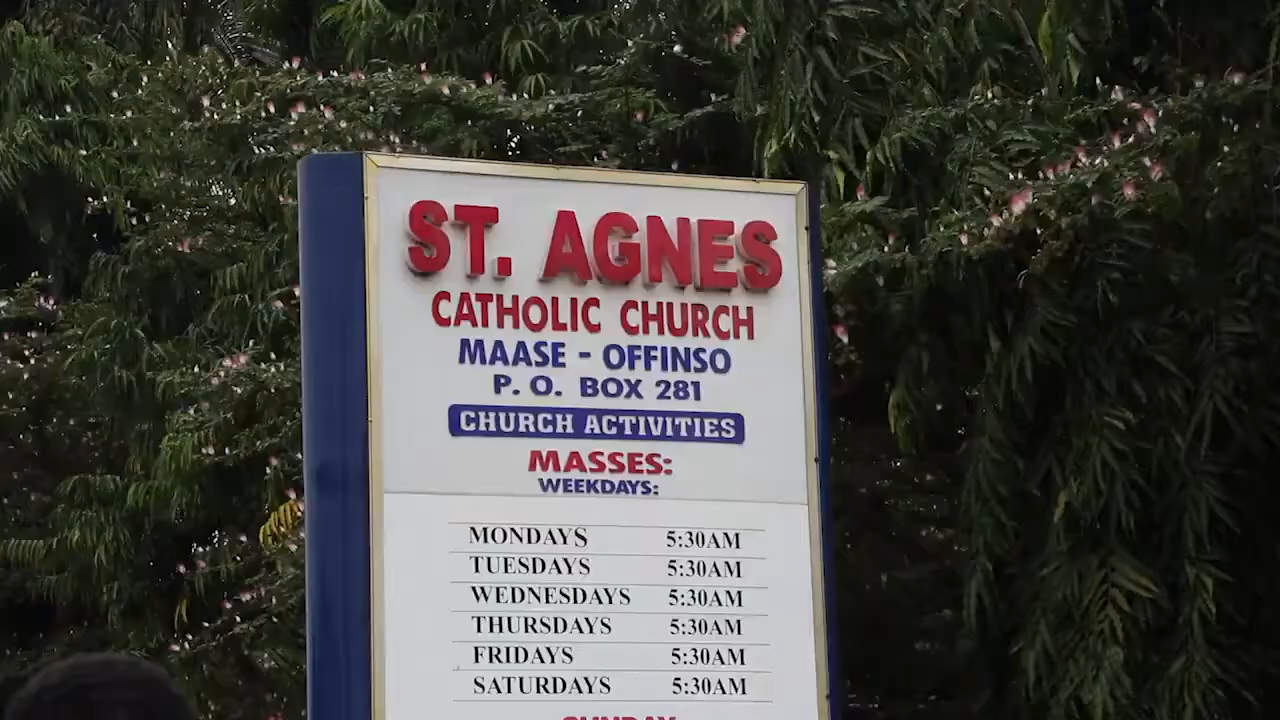 ST. AGNES
CATHOLIC CHURCH
MAASE - OFFINSO
P. O. BOX 281
CHURCH ACTIVITIES
MASSES:
WEEKDAYS:
MONDAYS 5:30AM
TUESDAYS 5:30AM
WEDNESDAYS 5:30AM
THURSDAYS 5:30AM
FRIDAYS 5:30AM
SATURDAYS 5:30AM
SUNDAY